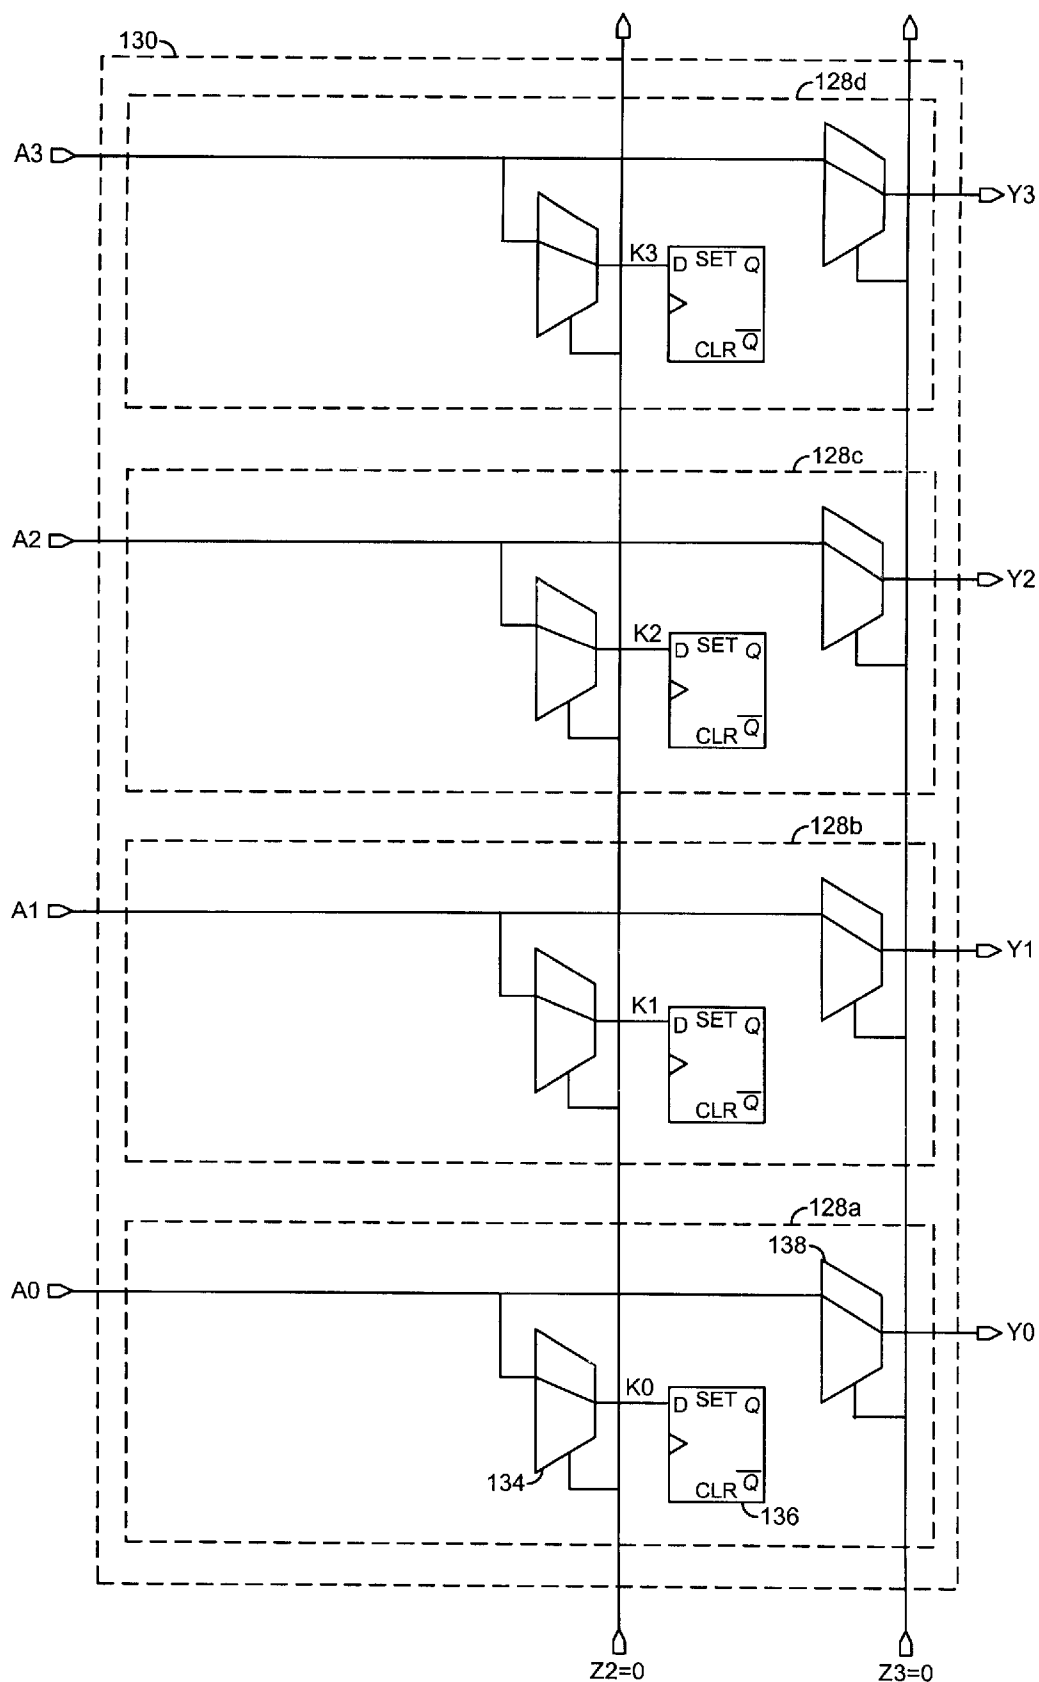 130
128d
A3
Y3
K3
D SET Q
CLR Q
128c
A2
Y2
K2
D SET Q
CLR Q
128b
A1
Y1
K1
D SET Q
CLR Q
128a
138
A0
Y0
K0
D SET Q
CLR Q
134
136
Z2=0
Z3=0